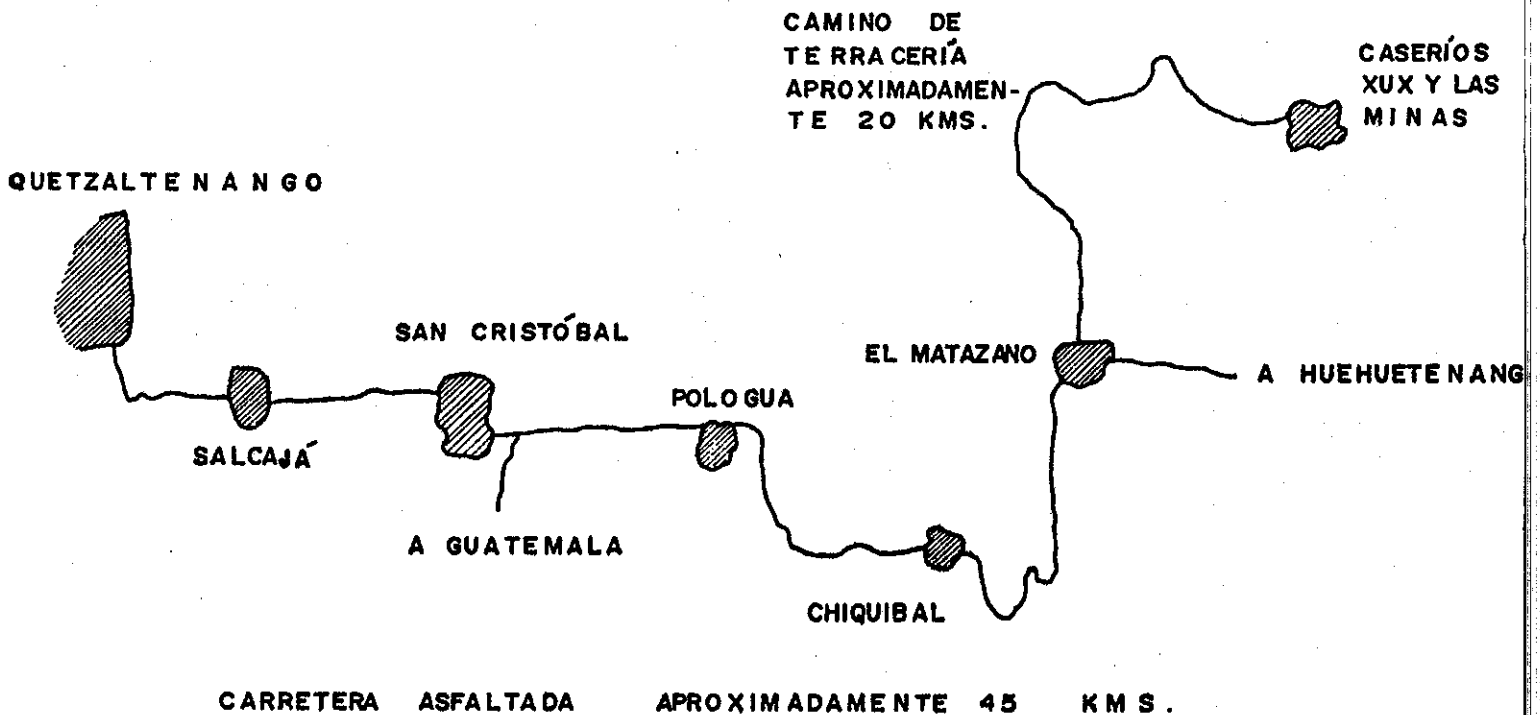 CAMINO DE
TERRACERÍA
APROXIMADAMEN-
TE 20 KMS.
CASERÍOS
XUX Y LAS
MINAS
QUETZALTENANGO
SAN CRISTÓBAL
EL MATAZANO
A HUEHUETENANG
POLOGUA
SALCAJÁ
A GUATEMALA
CHIQUIBAL
CARRETERA ASFALTADA APROXIMADAMENTE 45 KMS.